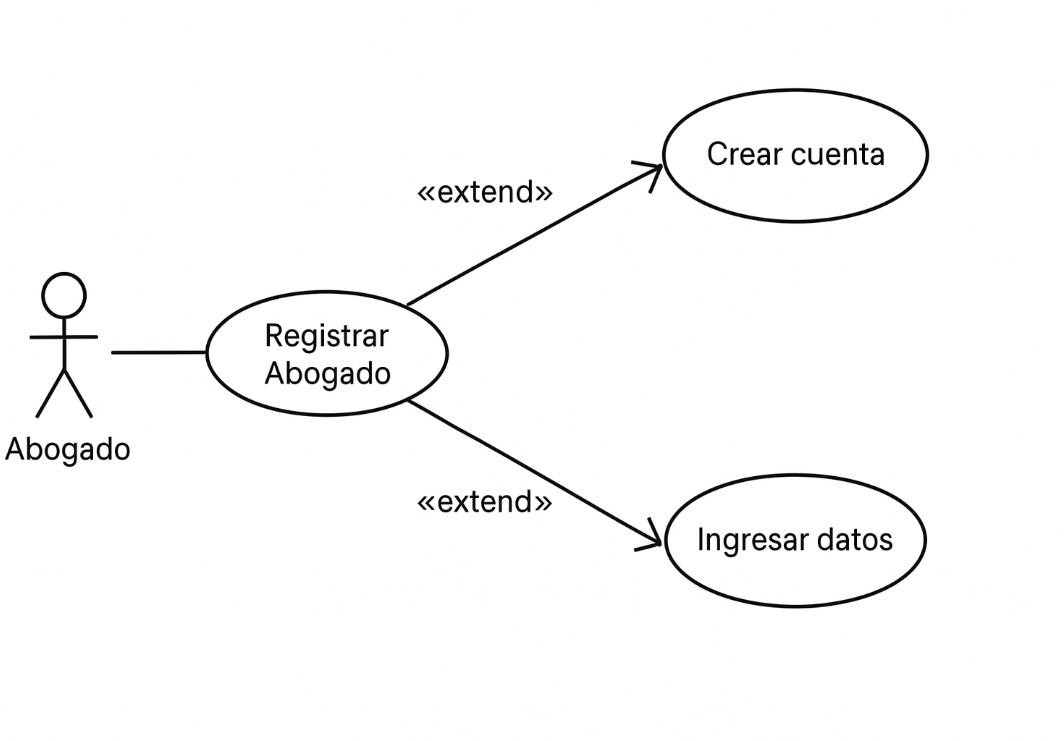 Crear cuenta
«extend»
Registrar
Abogado
Abogado
«extend»
Ingresar datos